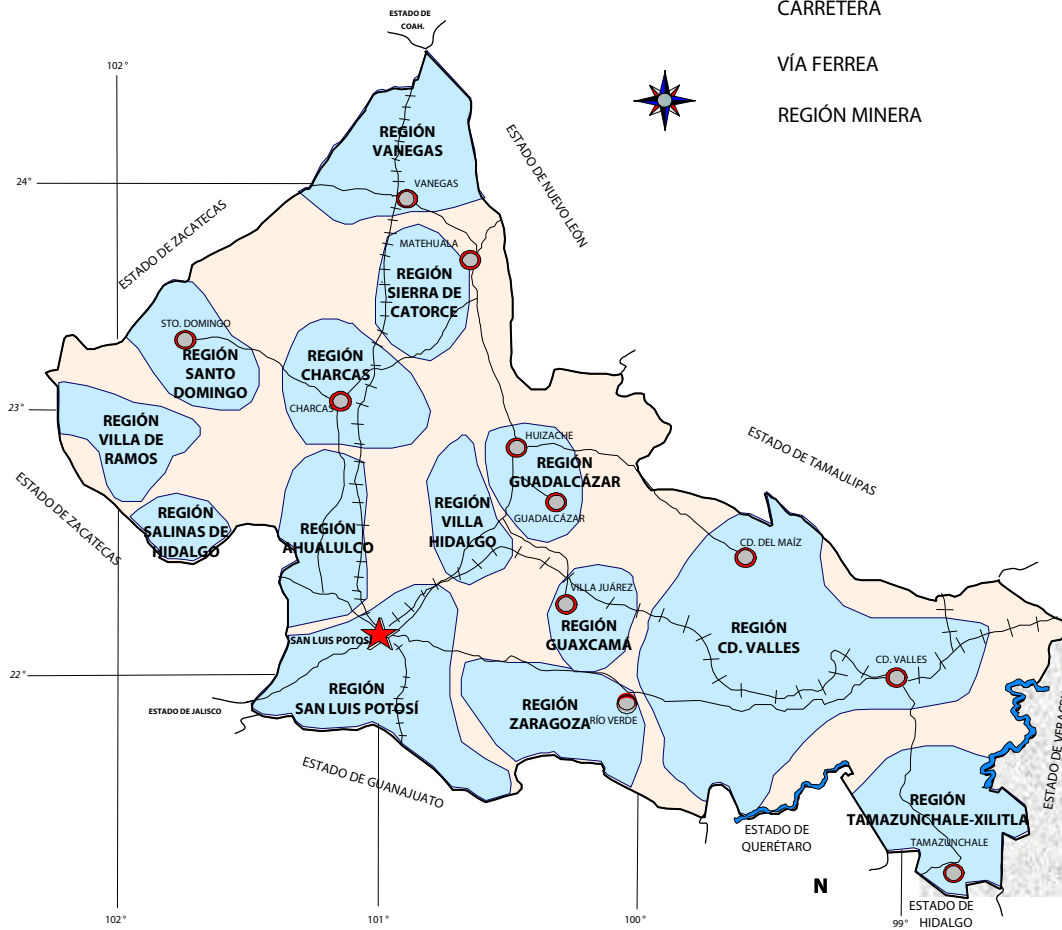 CARRETERA
VÍA FERREA
REGIÓN MINERA
ESTADO DE
COAH.
102°
REGIÓN
VANEGAS
VANEGAS
24°
ESTADO DE NUEVO LEÓN
ESTADO DE ZACATECAS
MATEHUALA
REGIÓN
SIERRA DE
CATORCE
STO. DOMINGO
REGIÓN
SANTO
DOMINGO
REGIÓN
CHARCAS
CHARCAS
23°
REGIÓN
VILLA DE
RAMOS
HUIZACHE
REGIÓN
GUADALCÁZAR
GUADALCÁZAR
ESTADO DE TAMAULIPAS
ESTADO DE ZACATECAS
REGIÓN
SALINAS DE
HIDALGO
REGIÓN
AHUALULCO
REGIÓN
VILLA
HIDALGO
CD. DEL MAÍZ
VILLA JUÁREZ
REGIÓN
GUAXCAMÁ
REGIÓN
CD. VALLES
SAN LUIS POTOSÍ
CD. VALLES
22°
REGIÓN
SAN LUIS POTOSÍ
ESTADO DE JALISCO
REGIÓN
ZARAGOZA
RÍO VERDE
ESTADO DE GUANAJUATO
REGIÓN
TAMAZUNCHALE-XILITLA
TAMAZUNCHALE
ESTADO DE
QUERÉTARO
N
ESTADO DE
HIDALGO
102°
101°
100°
99°
ESTADO DE